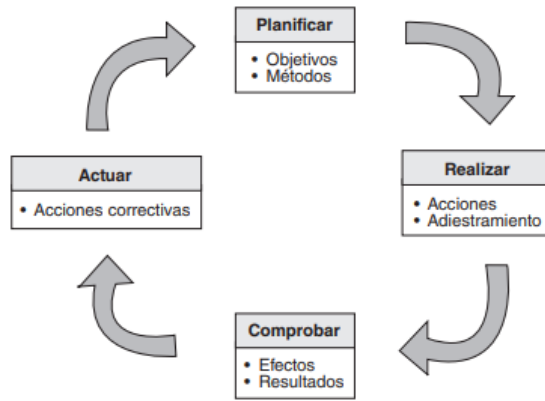 Planificar
• Objetivos
• Métodos
Realizar
• Acciones
• Adiestramiento
Comprobar
• Efectos
• Resultados
Actuar
• Acciones correctivas